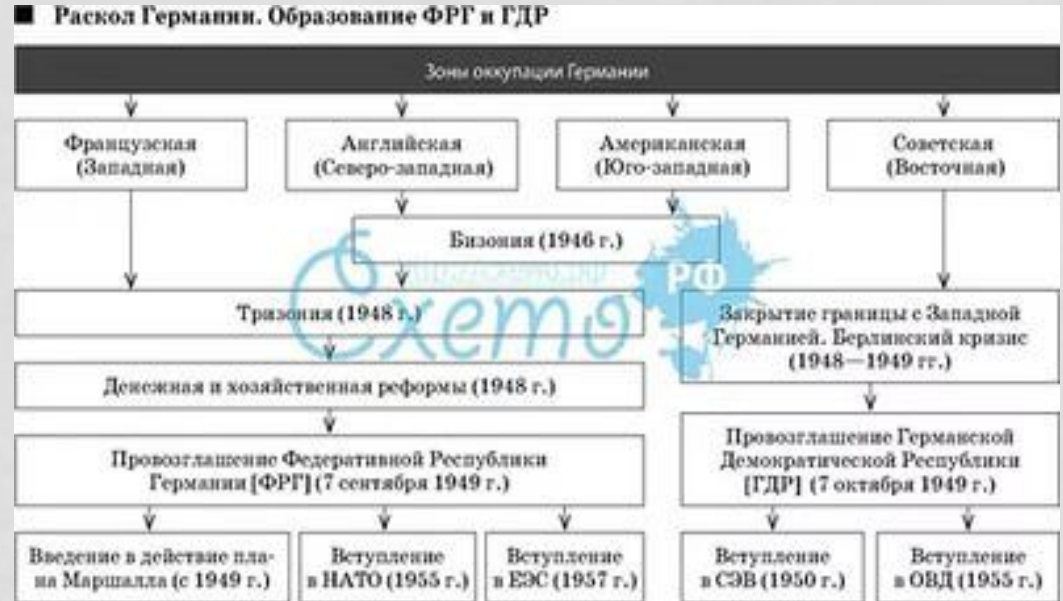 Раскол Германии. Образование ФРГ и ГДР
Зоны оккупации Германии
Французская
(Западная)
Английская
(Северо-западная)
Американская
(Юго-западная)
Советская
(Восточная)
Бизония (1946 г.)
Схемо
РФ
Тризония (1948 г.)
Закрытие границы с Западной
Германией. Берлинский кризис
(1948—1949 гг.)
Денежная и хозяйственная реформы (1948 г.)
Провозглашение Федеративной Республики
Германии [ФРГ] (7 сентября 1949 г.)
Провозглашение Германской
Демократической Республики
[ГДР] (7 октября 1949 г.)
Введение в действие пла-
на Маршалла (с 1949 г.)
Вступление
в НАТО (1955 г.)
Вступление
в ЕЭС (1957 г.)
Вступление
в СЭВ (1950 г.)
Вступление
в ОВД (1955 г.)